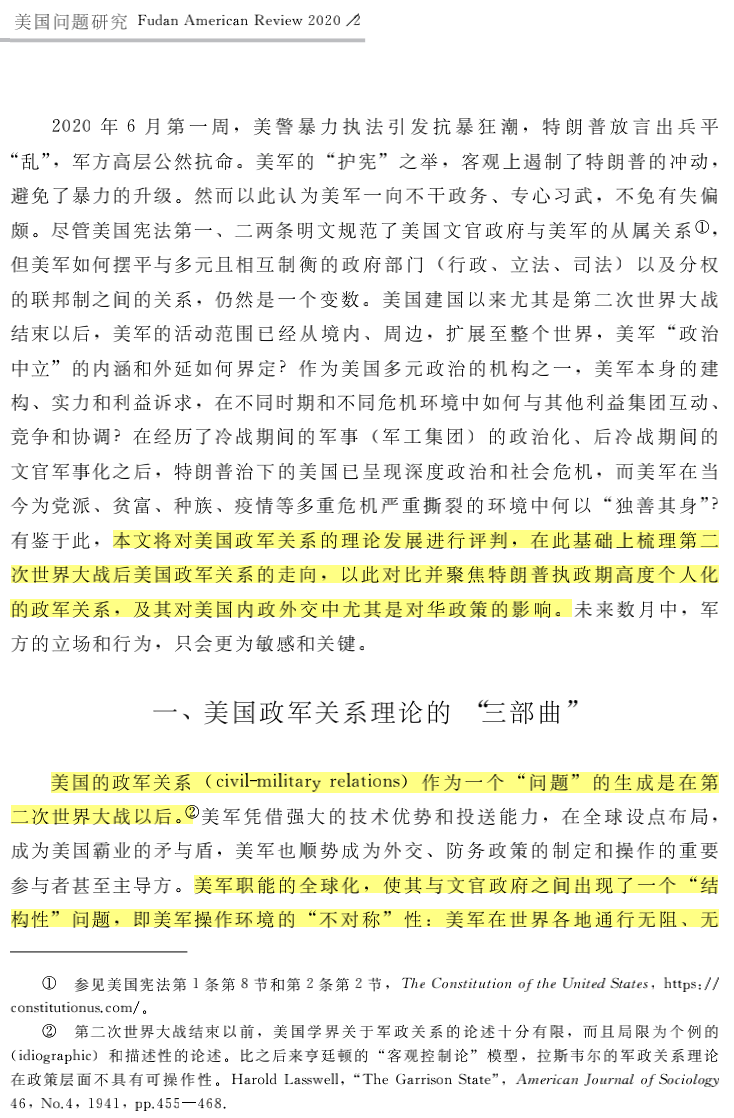 美国问题研究 Fudan American Review 2020 /2
2020 年 6 月第一周，美警暴力执法引发抗暴狂潮，特朗普放言出兵平
“乱”，军方高层公然抗命。美军的“护宪”之举，客观上遏制了特朗普的冲动，
避免了暴力的升级。然而以此认为美军一向不干政务、专心习武，不免有失偏
颇。尽管美国宪法第一、二两条明文规范了美国文官政府与美军的从属关系①，
但美军如何摆平与多元且相互制衡的政府部门（行政、立法、司法）以及分权
的联邦制之间的关系，仍然是一个变数。美国建国以来尤其是第二次世界大战
结束以后，美军的活动范围已经从境内、周边，扩展至整个世界，美军“政治
中立”的内涵和外延如何界定？作为美国多元政治的机构之一，美军本身的建
构、实力和利益诉求，在不同时期和不同危机环境中如何与其他利益集团互动、
竞争和协调？在经历了冷战期间的军事（军工集团）的政治化、后冷战期间的
文官军事化之后，特朗普治下的美国已呈现深度政治和社会危机，而美军在当
今为党派、贫富、种族、疫情等多重危机严重撕裂的环境中何以“独善其身”？
有鉴于此，本文将对美国政军关系的理论发展进行评判，在此基础上梳理第二
次世界大战后美国政军关系的走向，以此对比并聚焦特朗普执政期高度个人化
的政军关系，及其对美国内政外交中尤其是对华政策的影响。未来数月中，军
方的立场和行为，只会更为敏感和关键。
一、美国政军关系理论的 “三部曲”
美国的政军关系（civil-military relations）作为一个“问题”的生成是在第
二次世界大战以后。②美军凭借强大的技术优势和投送能力，在全球设点布局，
成为美国霸业的矛与盾，美军也顺势成为外交、防务政策的制定和操作的重要
参与者甚至主导方。美军职能的全球化，使其与文官政府之间出现了一个“结
构性”问题，即美军操作环境的“不对称”性：美军在世界各地通行无阻、无
① 参见美国宪法第 1 条第 8 节和第 2 条第 2 节，The Constitution of the United States，https://
constitutionus.com/。
② 第二次世界大战结束以前，美国学界关于军政关系的论述十分有限，而且局限为个例的
（idiographic）和描述性的论述。比之后来亨廷顿的“客观控制论”模型，拉斯韦尔的军政关系理论
在政策层面不具有可操作性。Harold Lasswell，“The Garrison State”，American Journal of Sociology
46，No.4，1941，pp.455—468.